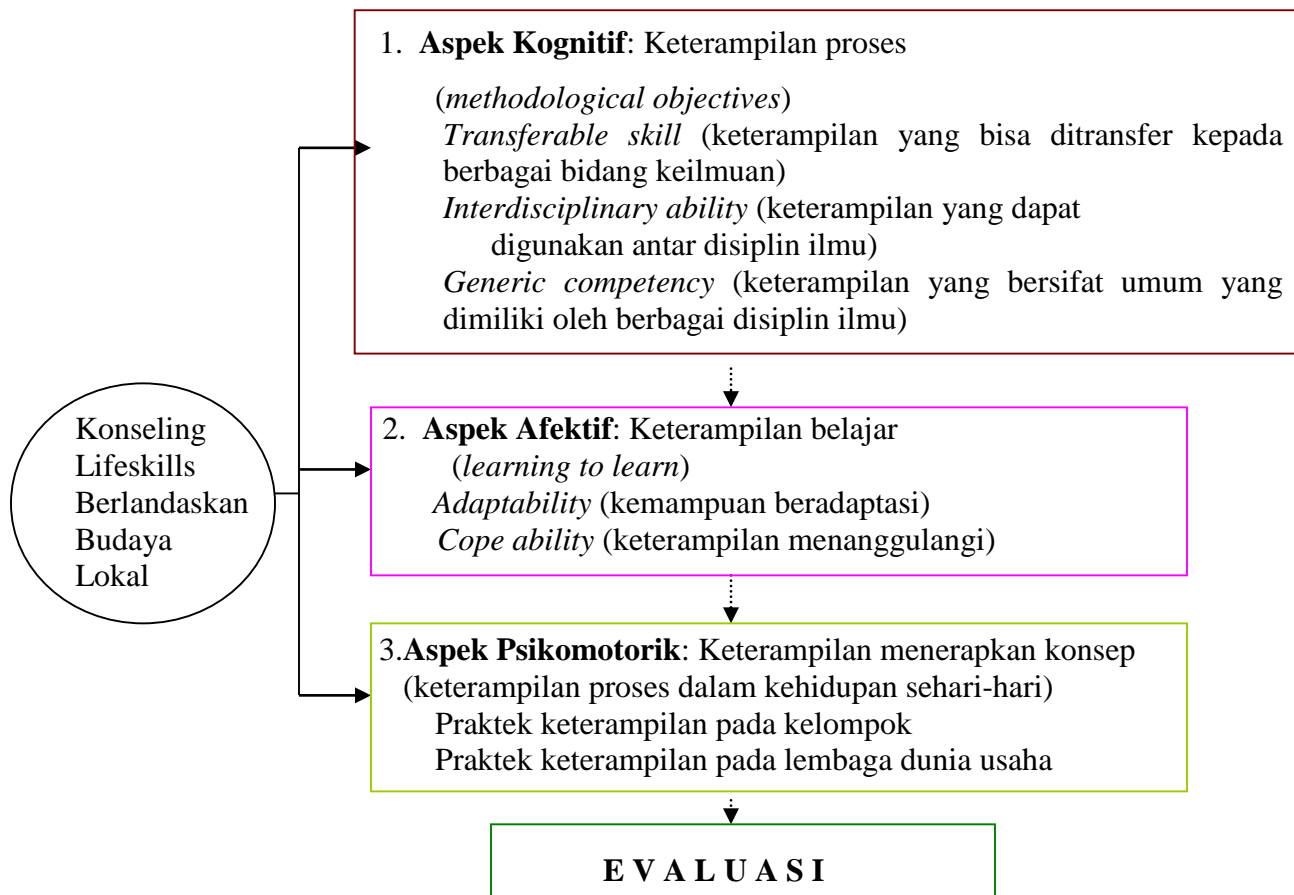 1. Aspek Kognitif: Keterampilan proses
(methodological objectives)
Transferable skill (keterampilan yang bisa ditransfer kepada
berbagai bidang keilmuan)
Interdisciplinary ability (keterampilan yang dapat
digunakan antar disiplin ilmu)
Generic competency (keterampilan yang bersifat umum yang
dimiliki oleh berbagai disiplin ilmu)
Konseling
Lifeskills
Berlandaskan
Budaya
Lokal
2. Aspek Afektif: Keterampilan belajar
(learning to learn)
Adaptability (kemampuan beradaptasi)
Cope ability (keterampilan menanggulangi)
3.Aspek Psikomotorik: Keterampilan menerapkan konsep
(keterampilan proses dalam kehidupan sehari-hari)
Praktek keterampilan pada kelompok
Praktek keterampilan pada lembaga dunia usaha
E V A L U A S I